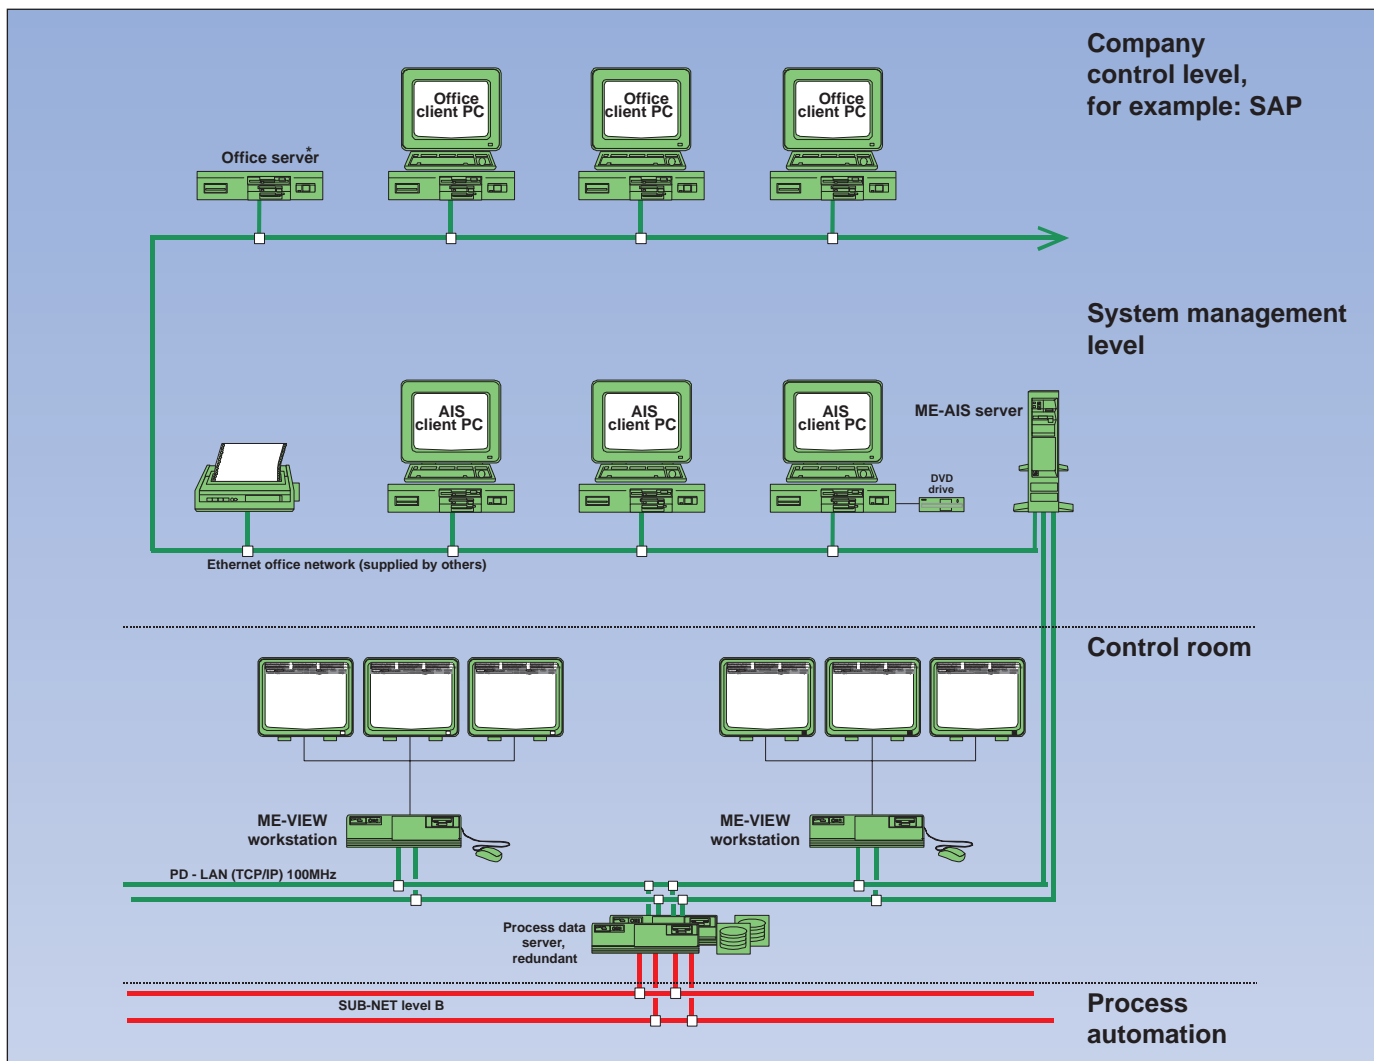 Company
control level,
for example: SAP
Office
client PC
Office
client PC
Office
client PC
Office server*
System management
level
AIS
client PC
AIS
client PC
AIS
client PC
ME-AIS server
DVD
drive
Ethernet office network (supplied by others)
Control room
ME-VIEW
workstation
ME-VIEW
workstation
PD - LAN (TCP/IP) 100MHz
Process data
server,
redundant
SUB-NET level B
Process
automation